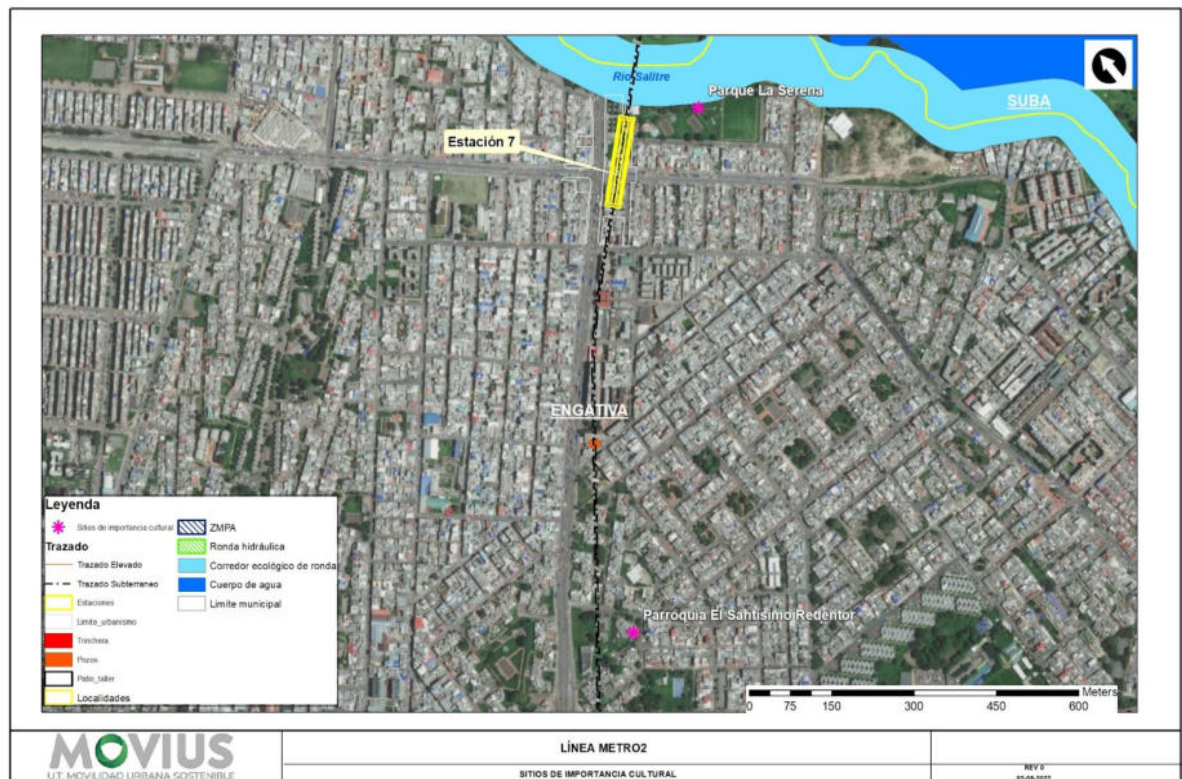 Rio Salitre
Parque La Serena
SUBA
Estación 7
ENGATIVA
Parroquia El Santísimo Redentor
Leyenda
Sitios de importancia cultural
Trazado
Trazado Elevado
Trazado Subterraneo
Estaciones
Limite_urbanismo
Trinchera
Pozos
Patio_taller
Localidades
ZMPA
Ronda hidráulica
Corredor ecológico de ronda
Cuerpo de agua
Limite municipal
Meters
0 75 150 300 450 600
MOVIUS
U.T. MOVILIDAD URBANA SOSTENIBLE
LÍNEA METRO2
SITIOS DE IMPORTANCIA CULTURAL
REV 0